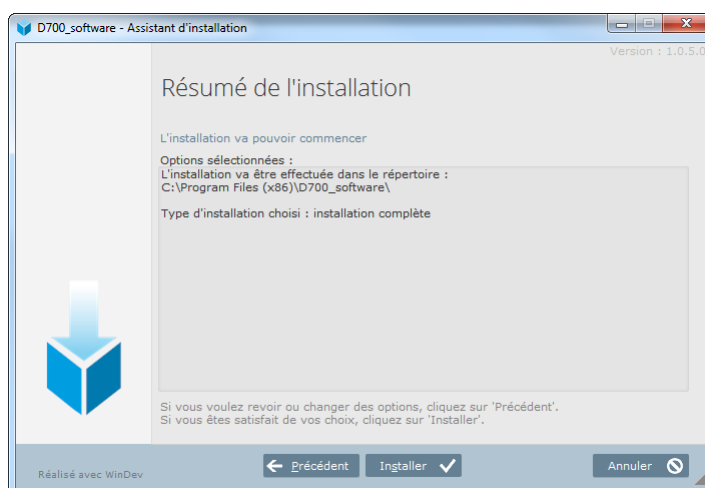 D700_software - Assistant d'installation
Version : 1.0.5.0
Résumé de l'installation
L'installation va pouvoir commencer
Options sélectionnées :
L'installation va être effectuée dans le répertoire :
C:\Program Files (x86)\D700_software\
Type d'installation choisi : installation complète
Si vous voulez revoir ou changer des options, cliquez sur 'Précédent'.
Si vous êtes satisfait de vos choix, cliquez sur 'Installer'.
Réalisé avec WinDev
Précédent
Installer
Annuler